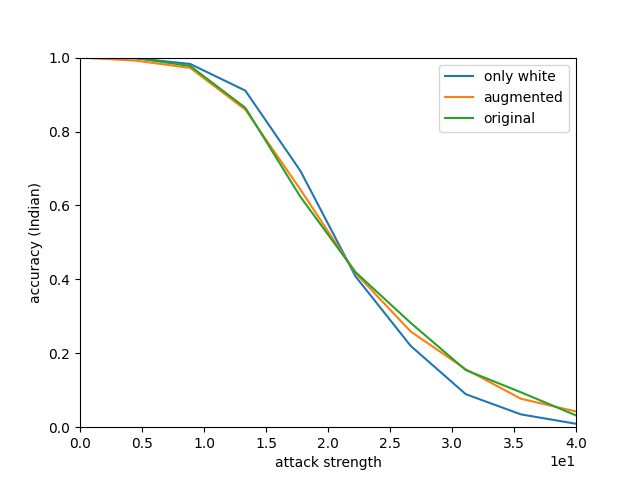 1.0
0.8
0.6
0.4
0.2
0.0
accuracy (Indian)
only white
augmented
original
0.0 0.5 1.0 1.5 2.0 2.5 3.0 3.5 4.0
1e1
attack strength